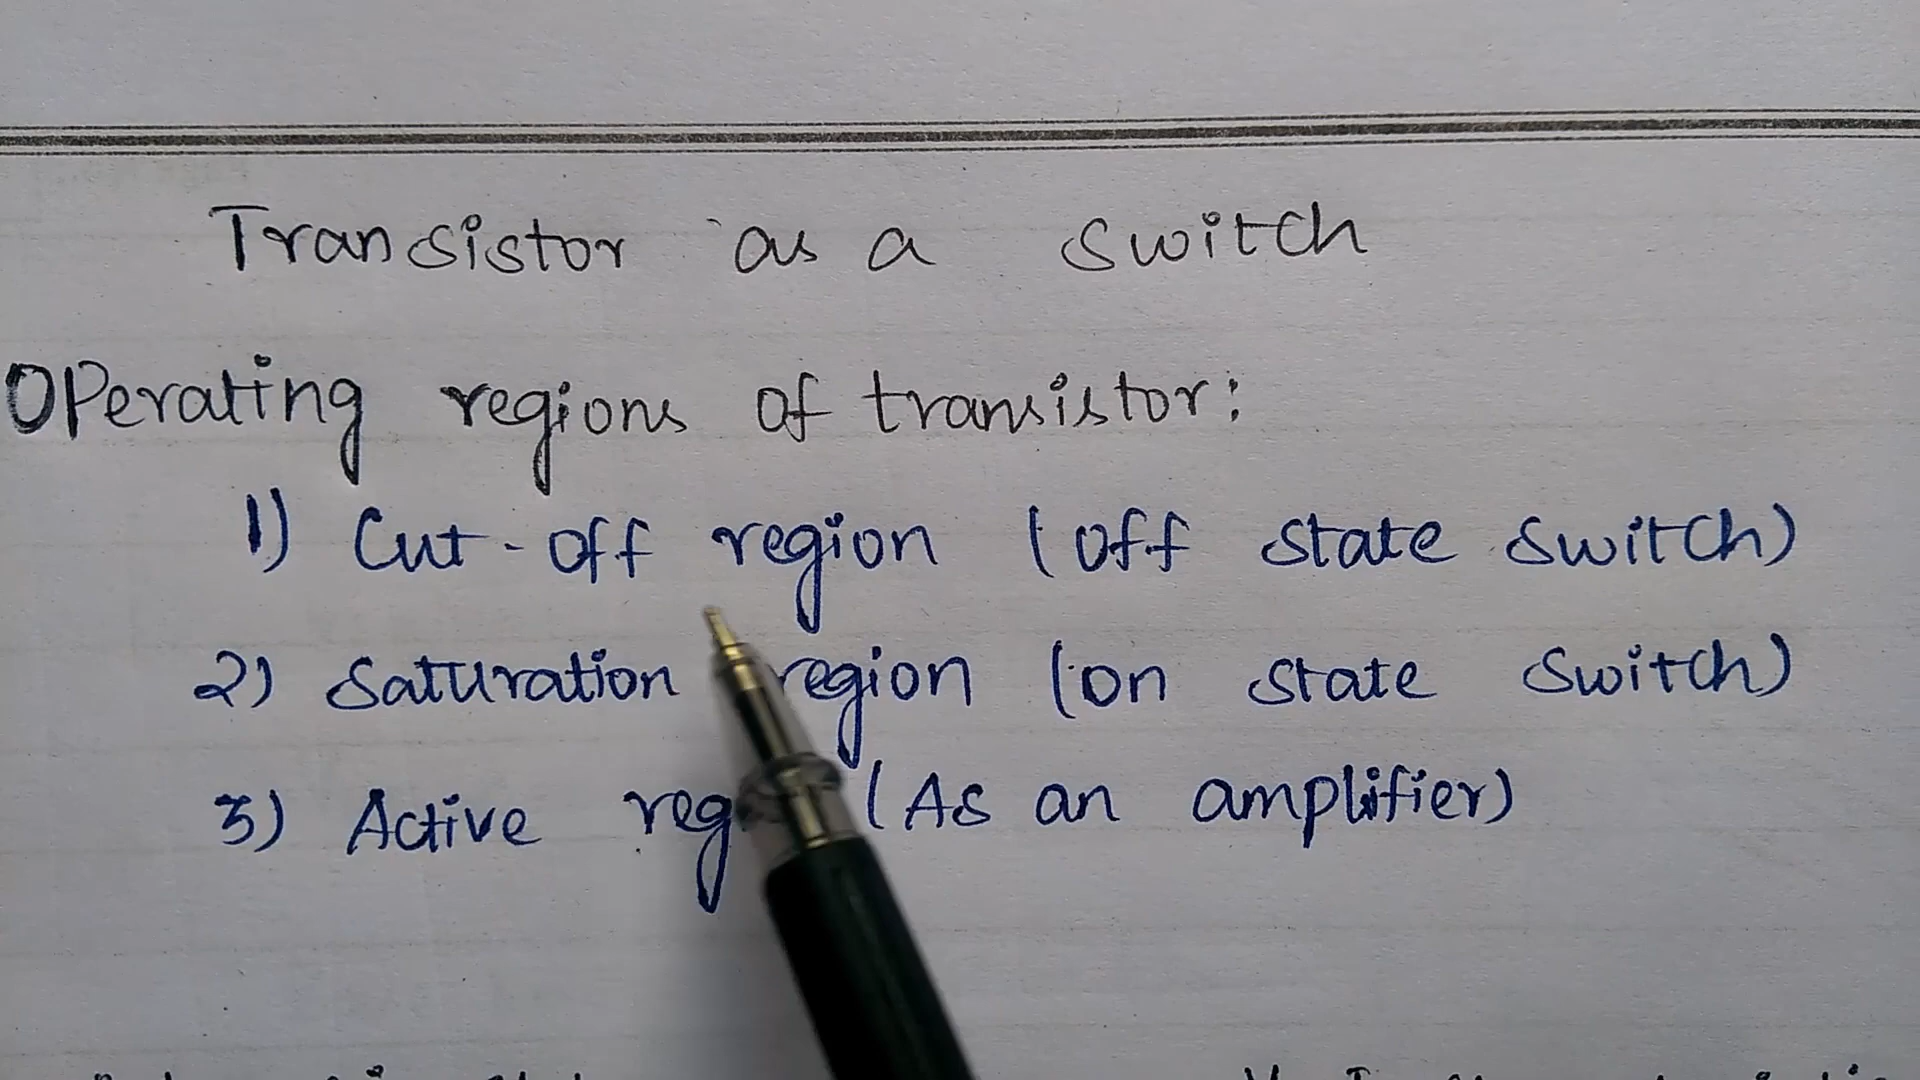 Transistor as a switch
Operating regions of transistor:
1) Cut-off region (off state switch)
2) Saturation region (on state switch)
3) Active reg (As an amplifier)